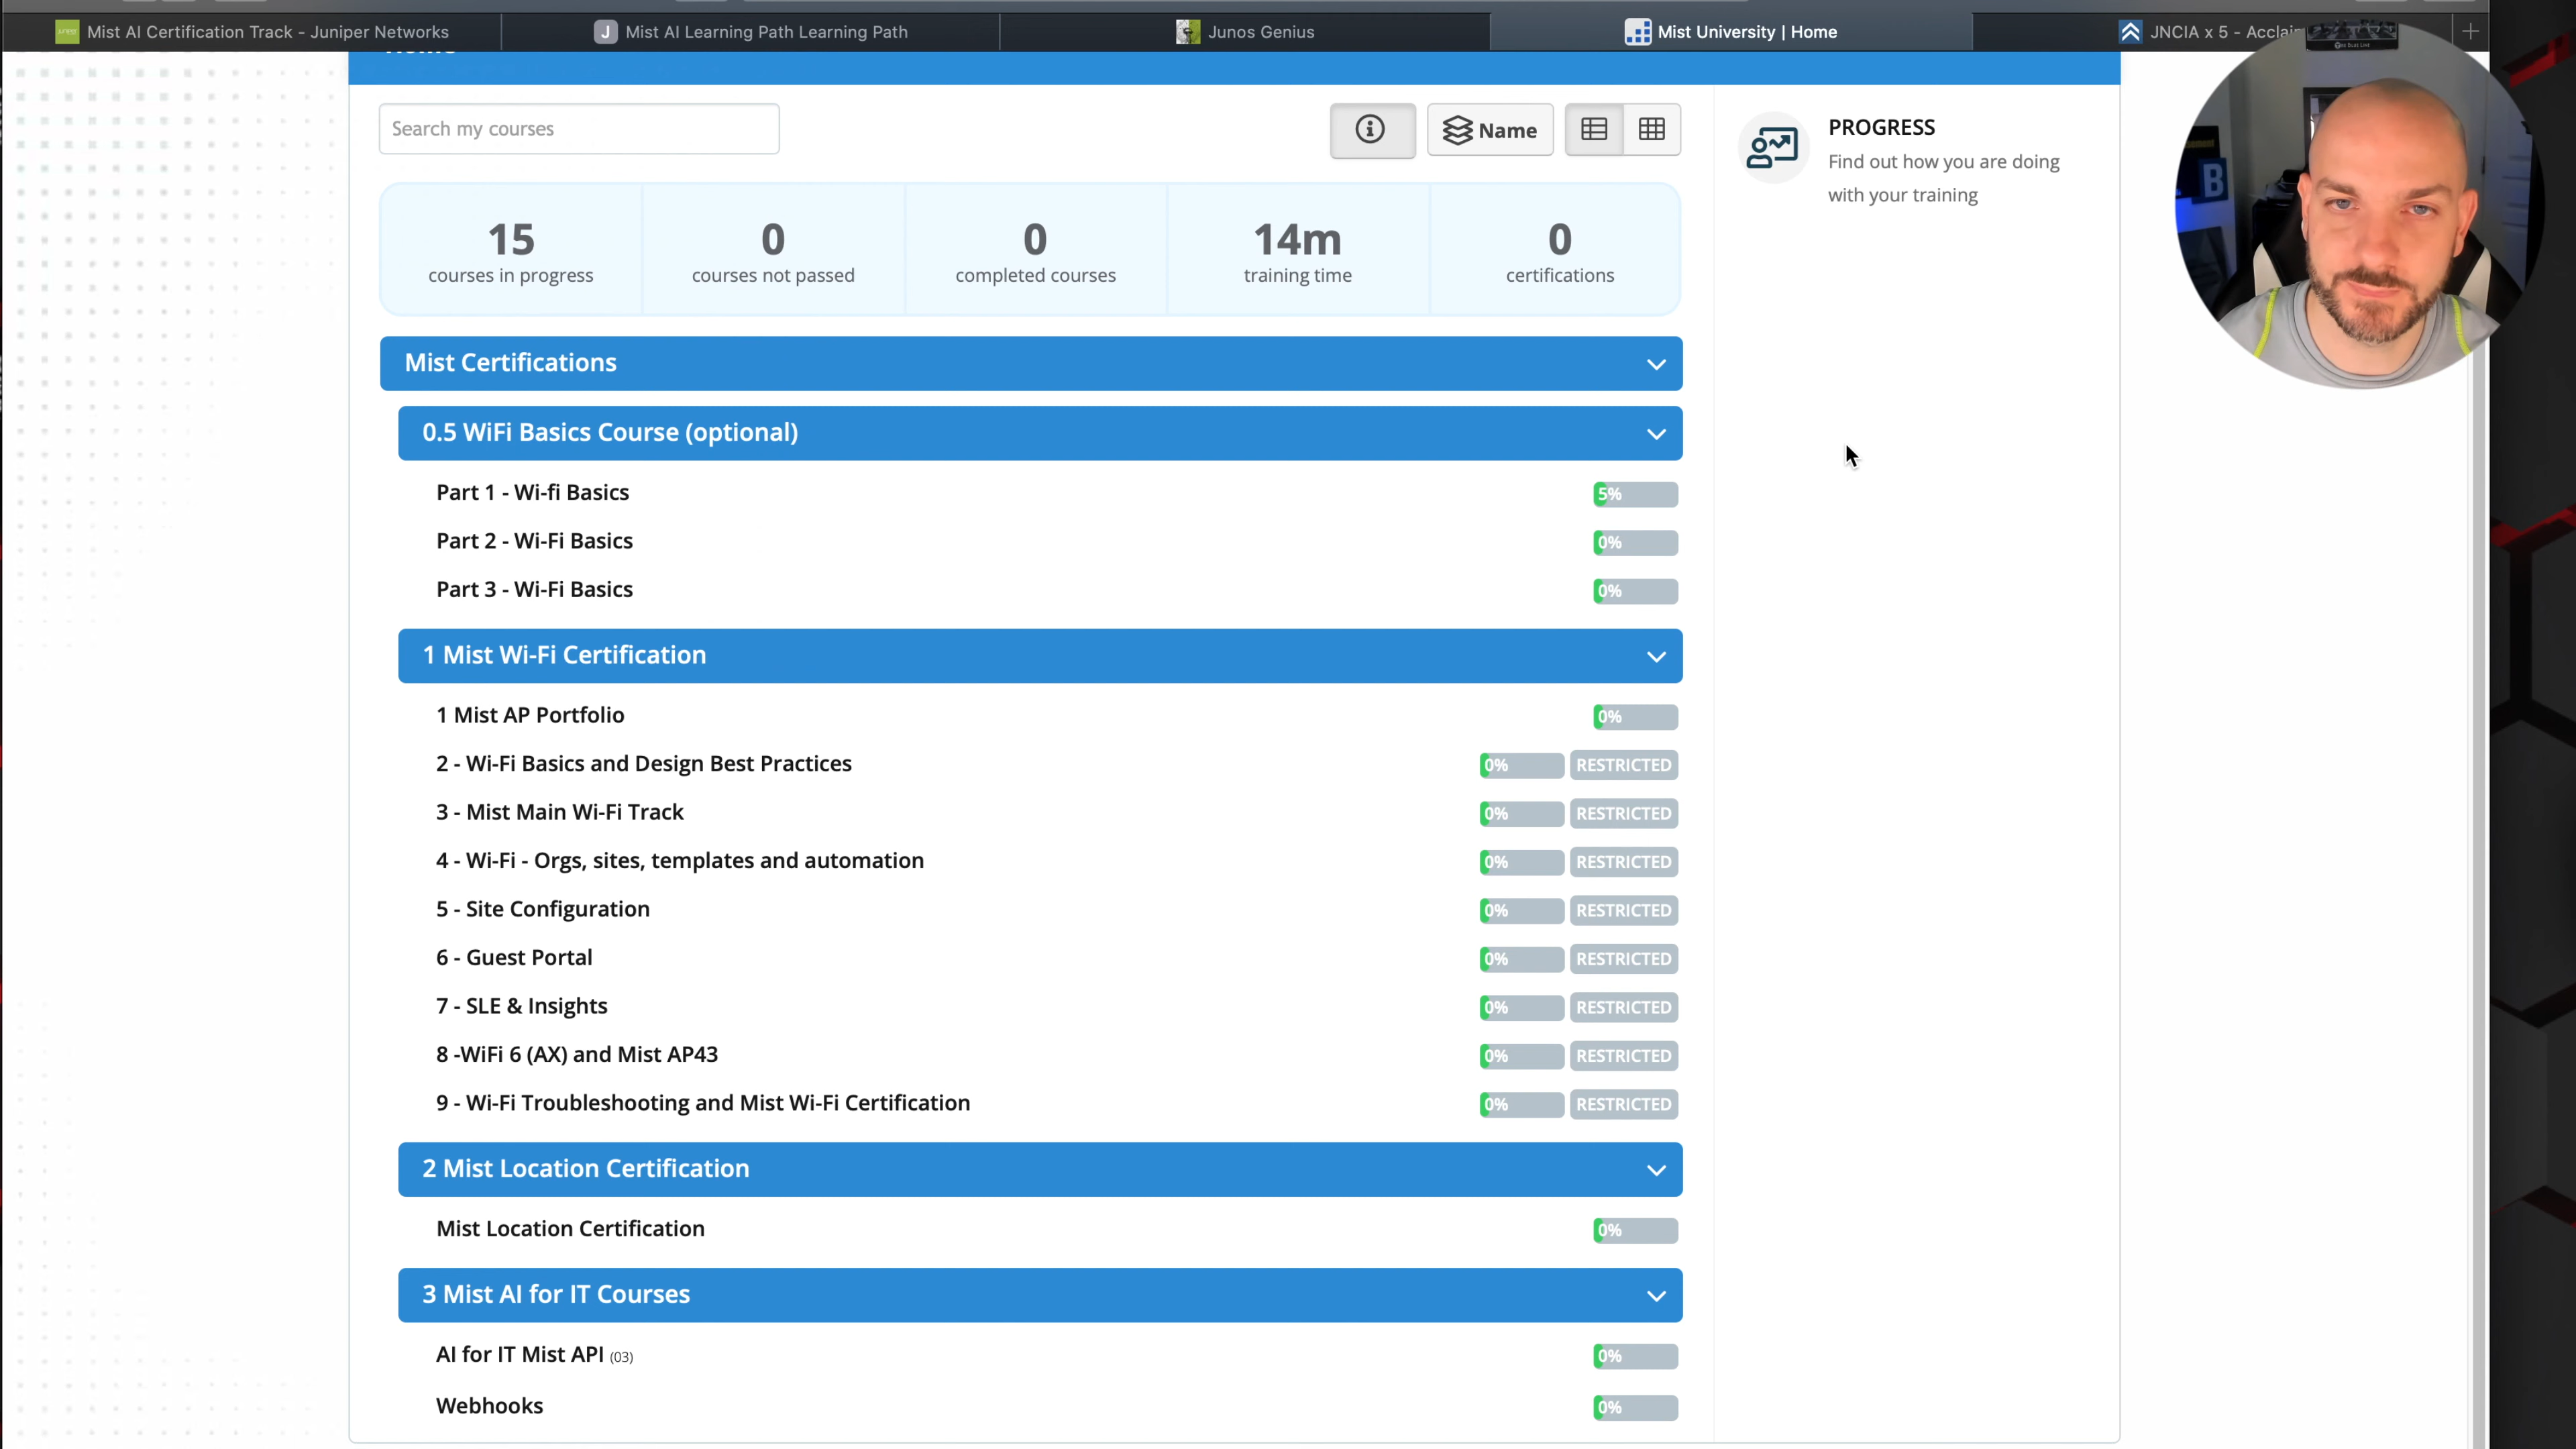 Mist AI Certification Track - Juniper Networks
Mist AI Learning Path Learning Path
Junos Genius
Mist University | Home
JNCIA x 5 - Acclai
Search my courses
Name
PROGRESS
Find out how you are doing
with your training
15
courses in progress
0
courses not passed
0
completed courses
14m
training time
0
certifications
Mist Certifications
0.5 WiFi Basics Course (optional)
Part 1 - Wi-fi Basics 5%
Part 2 - Wi-Fi Basics 0%
Part 3 - Wi-Fi Basics 0%
1 Mist Wi-Fi Certification
1 Mist AP Portfolio 0%
2 - Wi-Fi Basics and Design Best Practices 0% RESTRICTED
3 - Mist Main Wi-Fi Track 0% RESTRICTED
4 - Wi-Fi - Orgs, sites, templates and automation 0% RESTRICTED
5 - Site Configuration 0% RESTRICTED
6 - Guest Portal 0% RESTRICTED
7 - SLE & Insights 0% RESTRICTED
8 -WiFi 6 (AX) and Mist AP43 0% RESTRICTED
9 - Wi-Fi Troubleshooting and Mist Wi-Fi Certification 0% RESTRICTED
2 Mist Location Certification
Mist Location Certification 0%
3 Mist AI for IT Courses
AI for IT Mist API (03) 0%
Webhooks 0%